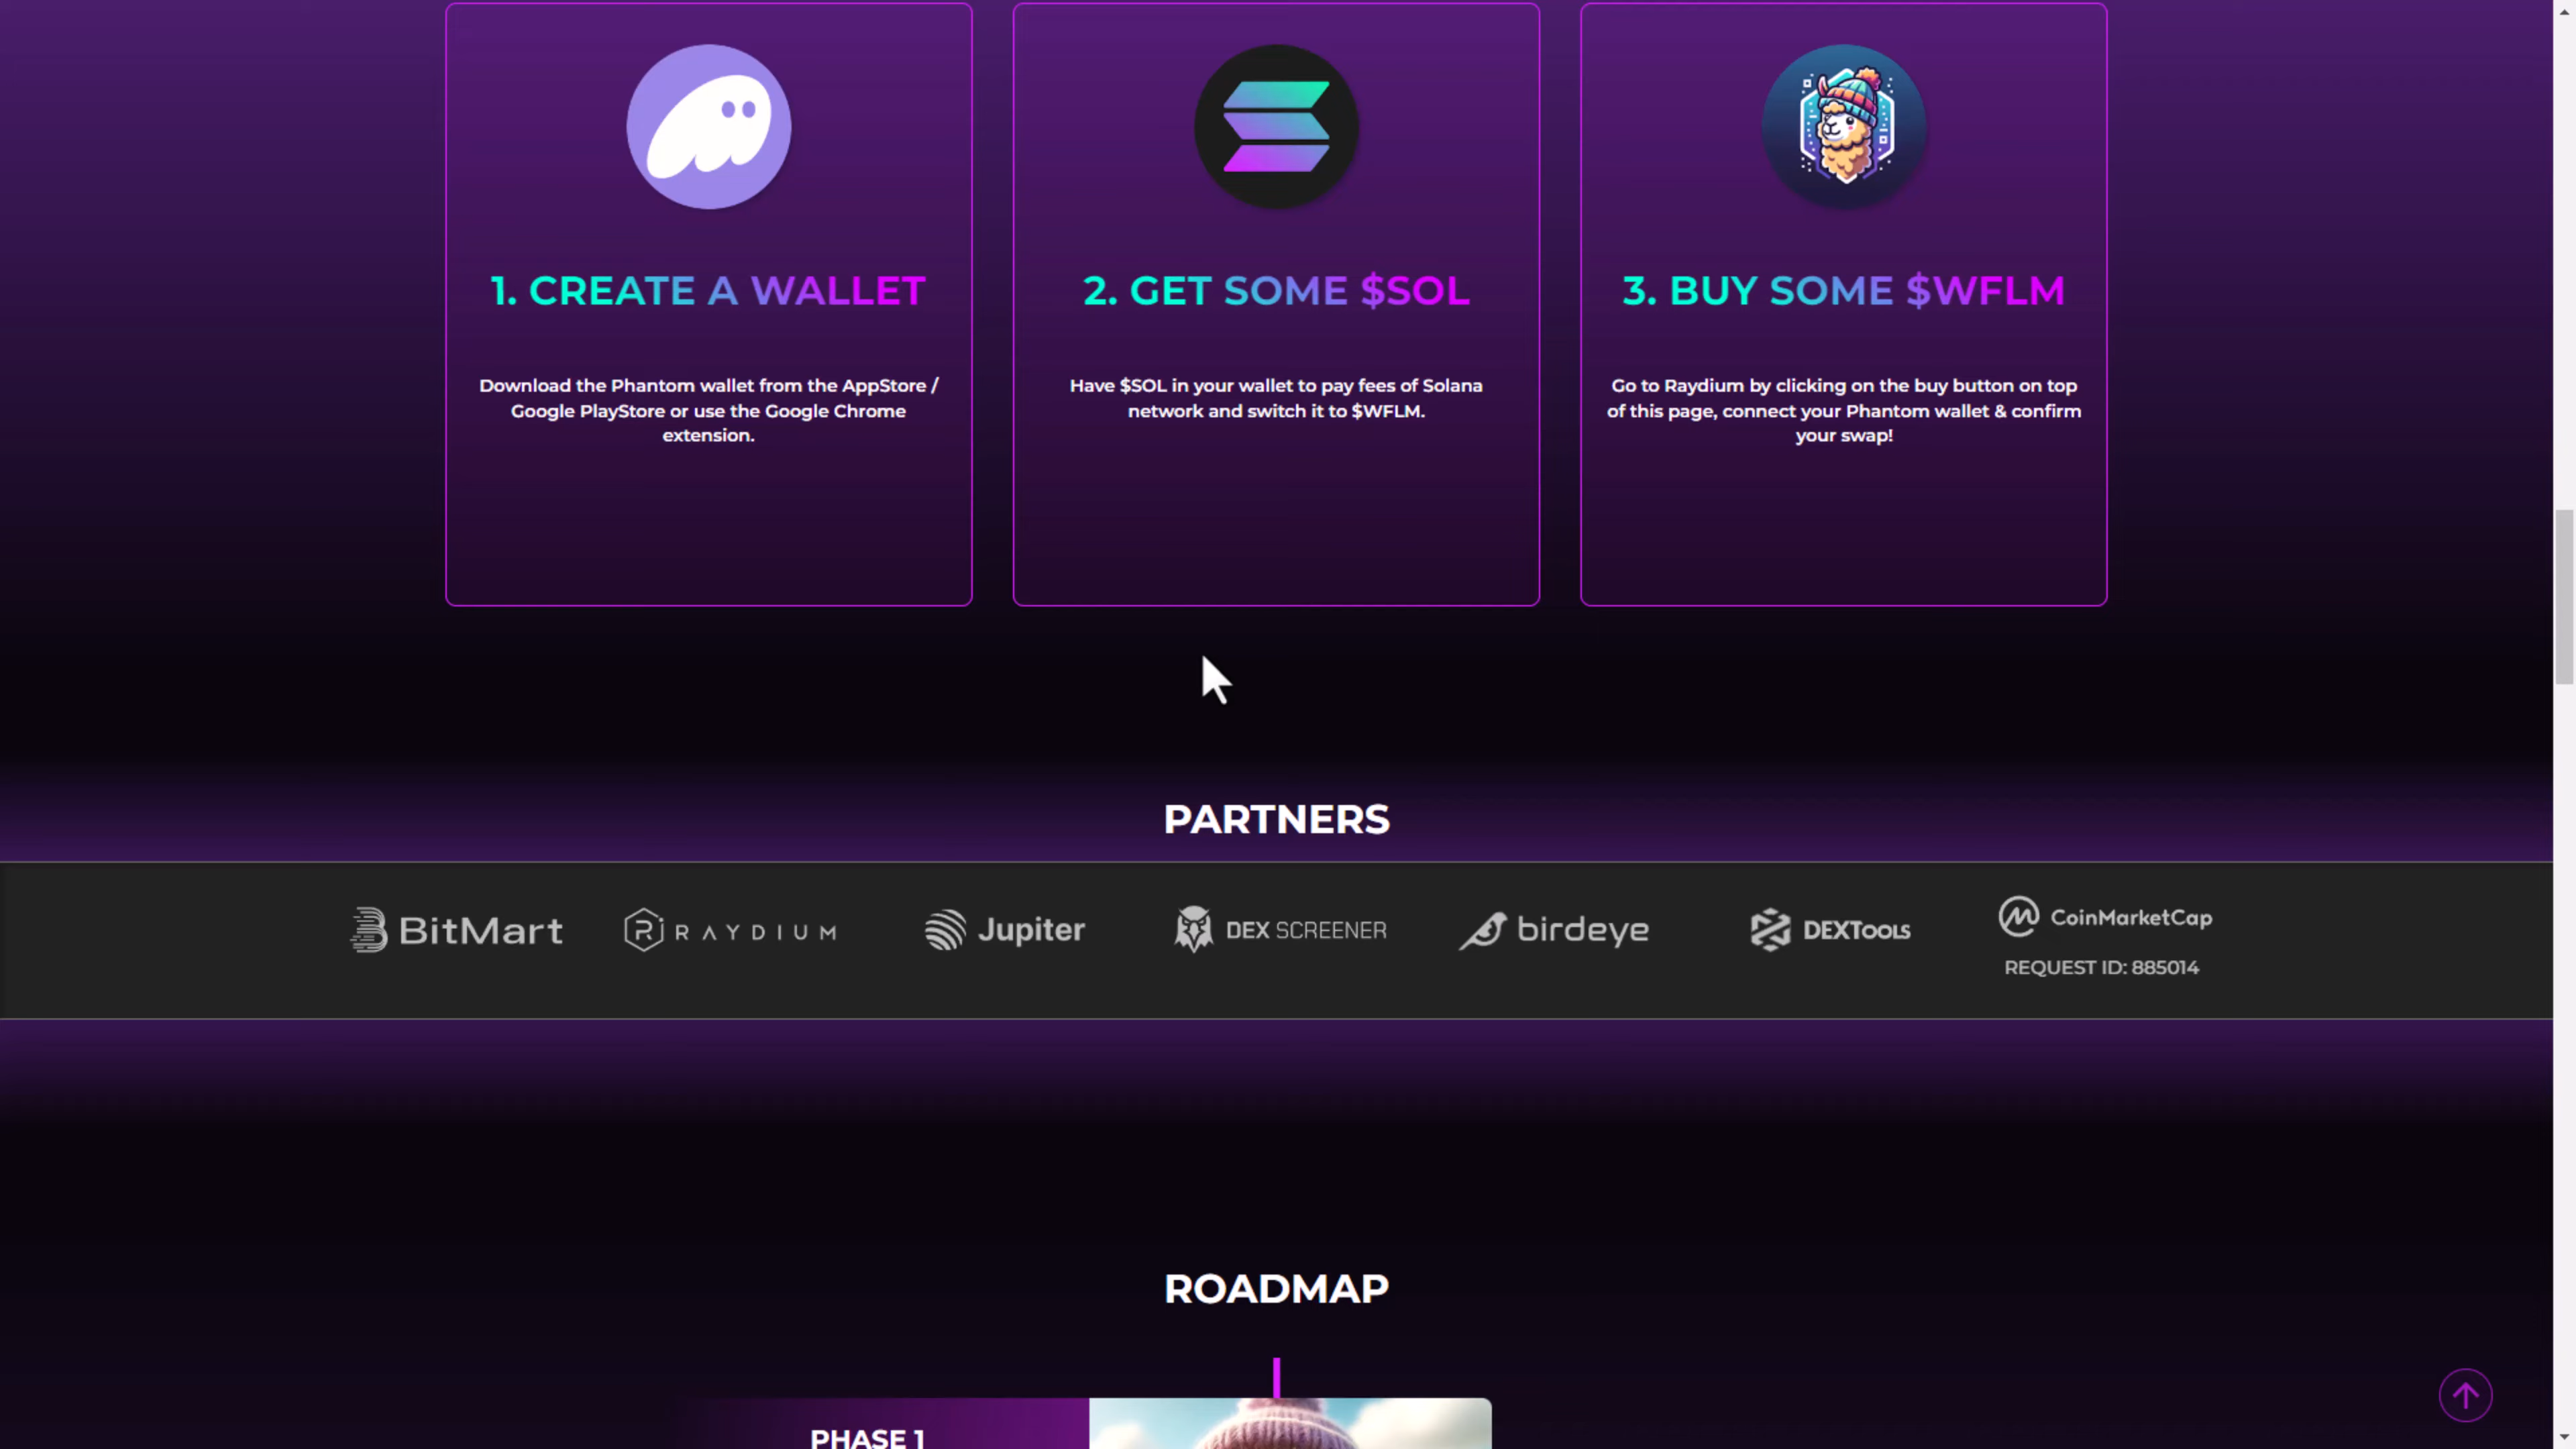 1. CREATE A WALLET
Download the Phantom wallet from the AppStore /
Google PlayStore or use the Google Chrome
extension.
2. GET SOME $SOL
Have $SOL in your wallet to pay fees of Solana
network and switch it to $WFLM.
3. BUY SOME $WFLM
Go to Raydium by clicking on the buy button on top
of this page, connect your Phantom wallet & confirm
your swap!
PARTNERS
BitMart
RAYDIUM
Jupiter
DEX SCREENER
birdeye
DEXTools
CoinMarketCap
REQUEST ID: 885014
ROADMAP
PHASE 1